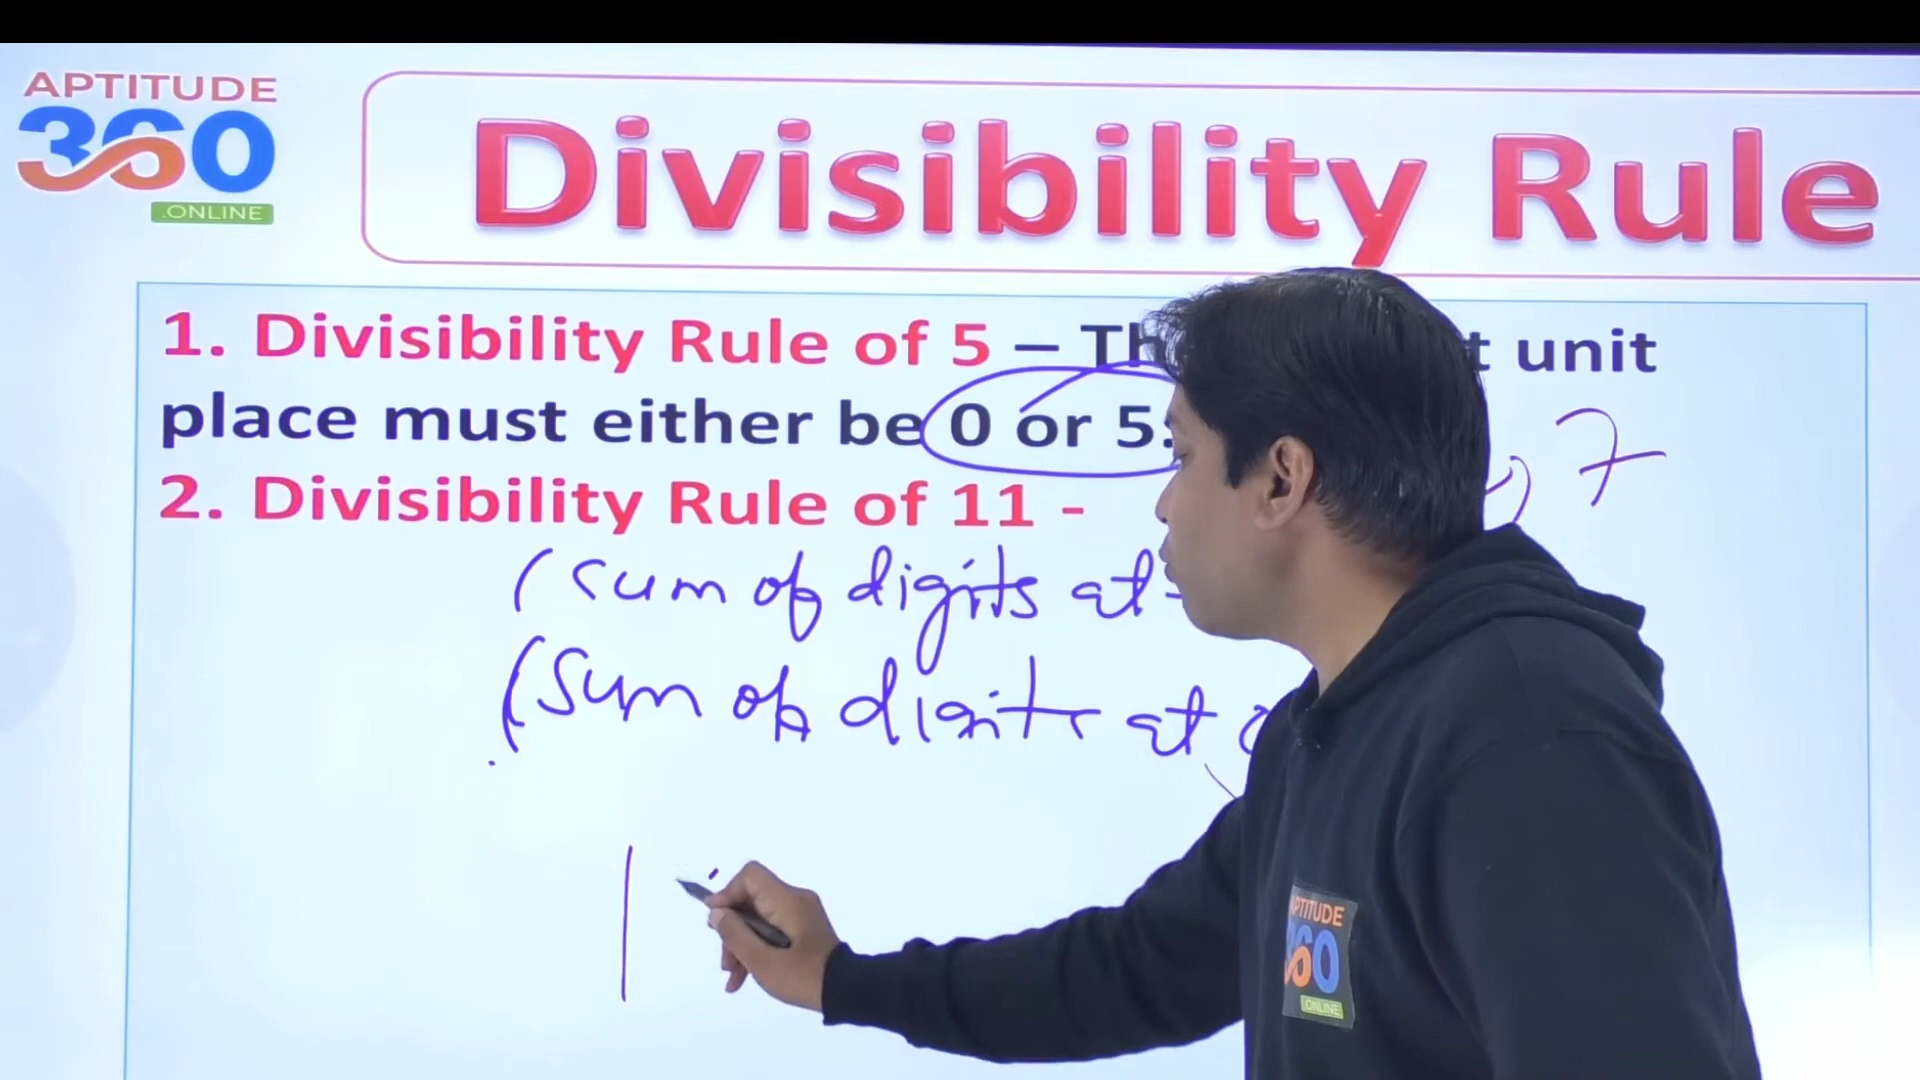 APTITUDE
360
.ONLINE
Divisibility Rule
1. Divisibility Rule of 5 – unit
place must either be 0 or 5.
7
2. Divisibility Rule of 11 -
(sum of digits at
(Sum of digits at
APTITUDE
360
.ONLINE